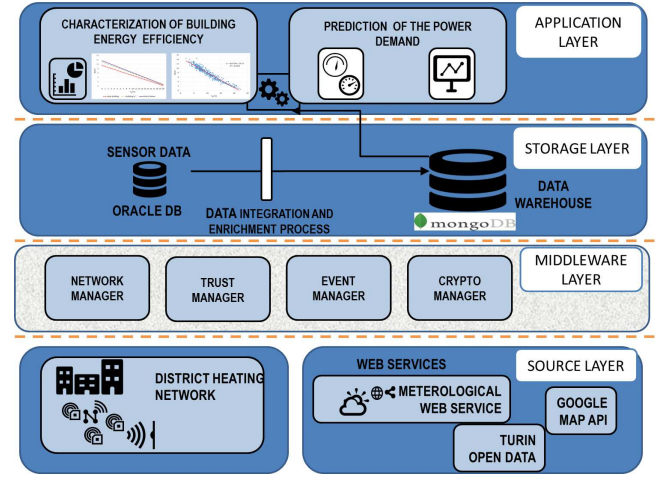 CHARACTERIZATION OF BUILDING
ENERGY EFFICIENCY
PREDICTION OF THE POWER
DEMAND
APPLICATION
LAYER
SENSOR DATA
ORACLE DB
DATA INTEGRATION AND
ENRICHMENT PROCESS
STORAGE LAYER
DATA
WAREHOUSE
mongoDB
MIDDLEWARE
LAYER
NETWORK
MANAGER
TRUST
MANAGER
EVENT
MANAGER
CRYPTO
MANAGER
DISTRICT HEATING
NETWORK
WEB SERVICES
SOURCE LAYER
METEROLOGICAL
WEB SERVICE
GOOGLE
MAP API
TURIN
OPEN DATA